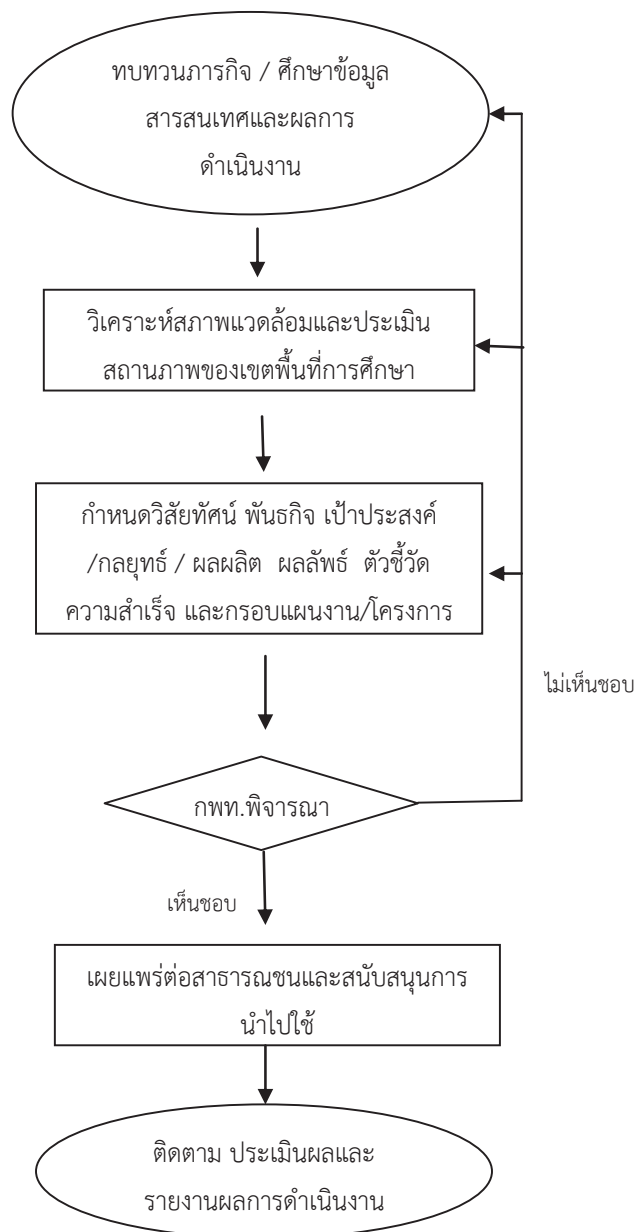 ทบทวนภารกิจ / ศึกษาข้อมูล
สารสนเทศและผลการ
ดำเนินงาน
วิเคราะห์สภาพแวดล้อมและประเมิน
สถานภาพของเขตพื้นที่การศึกษา
กำหนดวิสัยทัศน์ พันธกิจ เป้าประสงค์
/กลยุทธ์ / ผลผลิต ผลลัพธ์ ตัวชี้วัด
ความสำเร็จ และกรอบแผนงาน/โครงการ
ไม่เห็นชอบ
กพท.พิจารณา
เห็นชอบ
เผยแพร่ต่อสาธารณชนและสนับสนุนการ
นำไปใช้
ติดตาม ประเมินผลและ
รายงานผลการดำเนินงาน